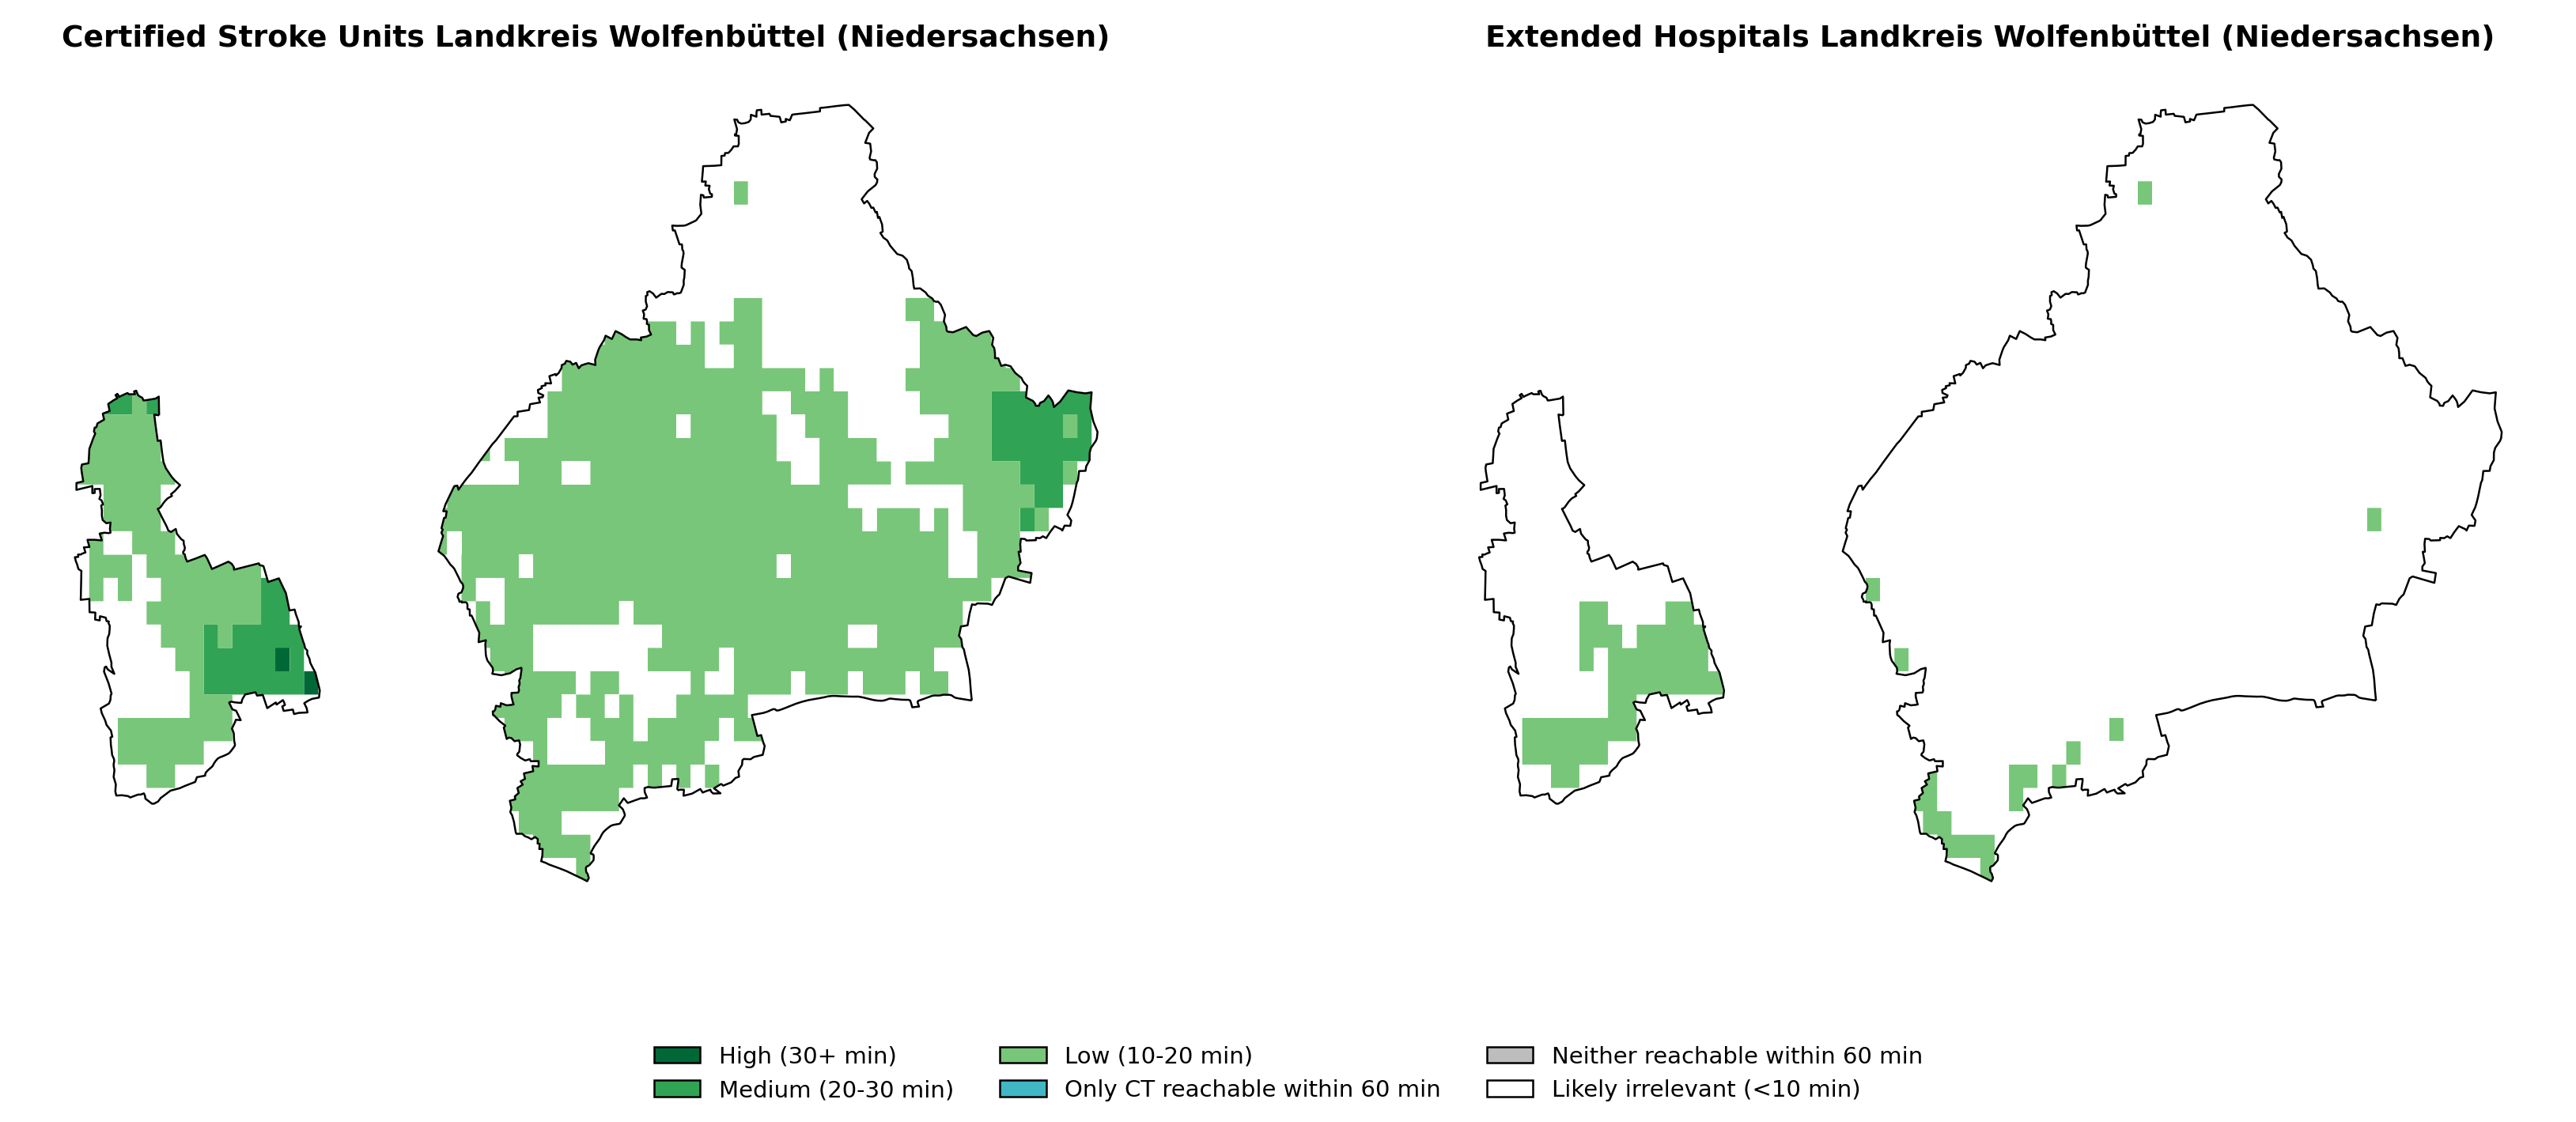 Certified Stroke Units Landkreis Wolfenbüttel (Niedersachsen)
Extended Hospitals Landkreis Wolfenbüttel (Niedersachsen)
High (30+ min)
Medium (20-30 min)
Low (10-20 min)
Only CT reachable within 60 min
Neither reachable within 60 min
Likely irrelevant (<10 min)